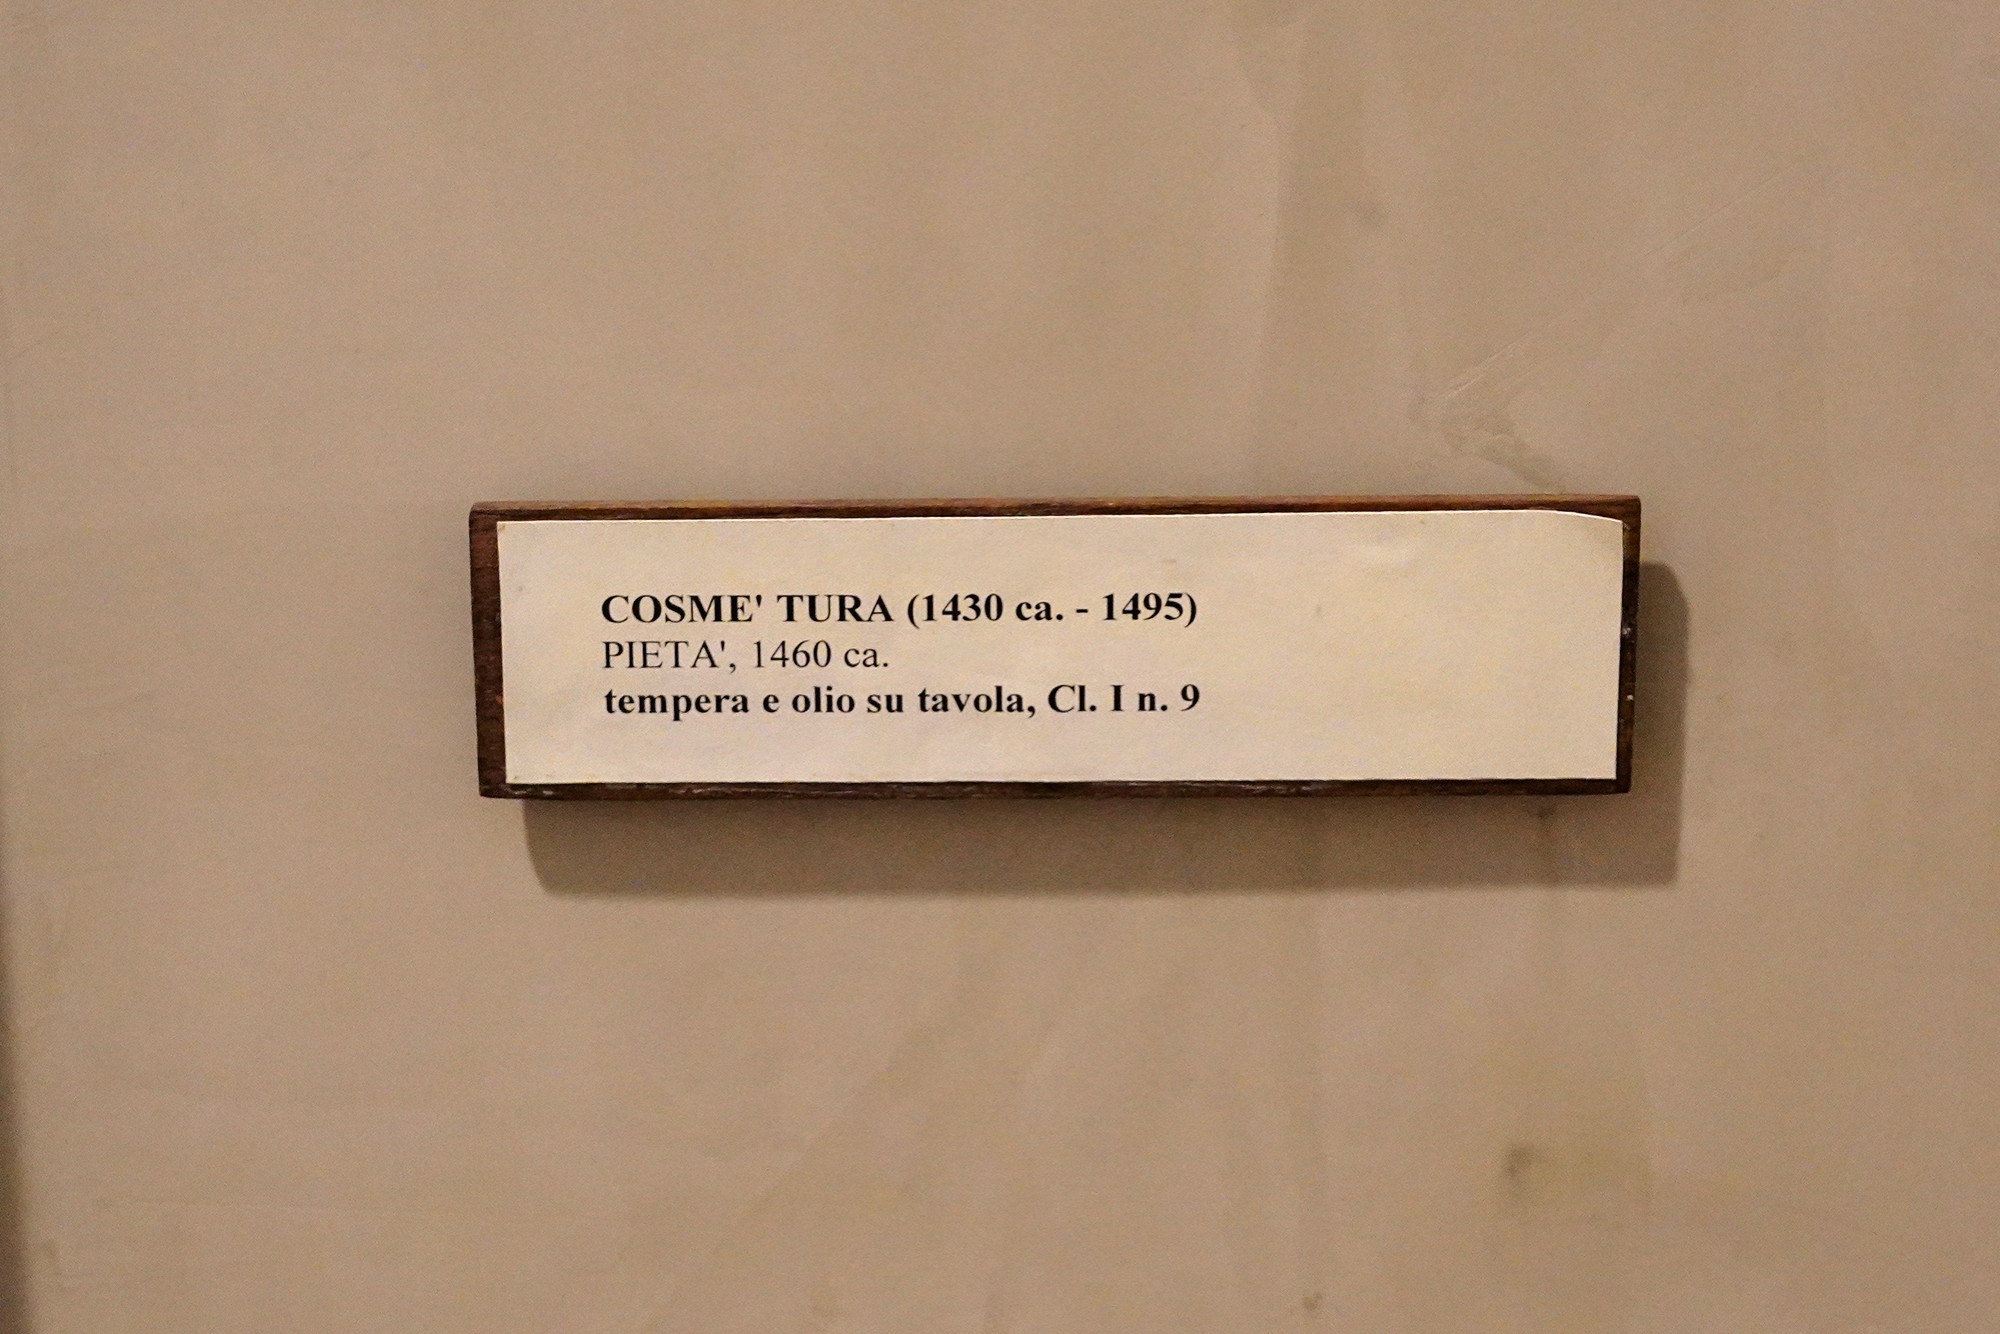 COSME' TURA (1430 ca. - 1495)
PIETA', 1460 ca.
tempera e olio su tavola, Cl. I n. 9